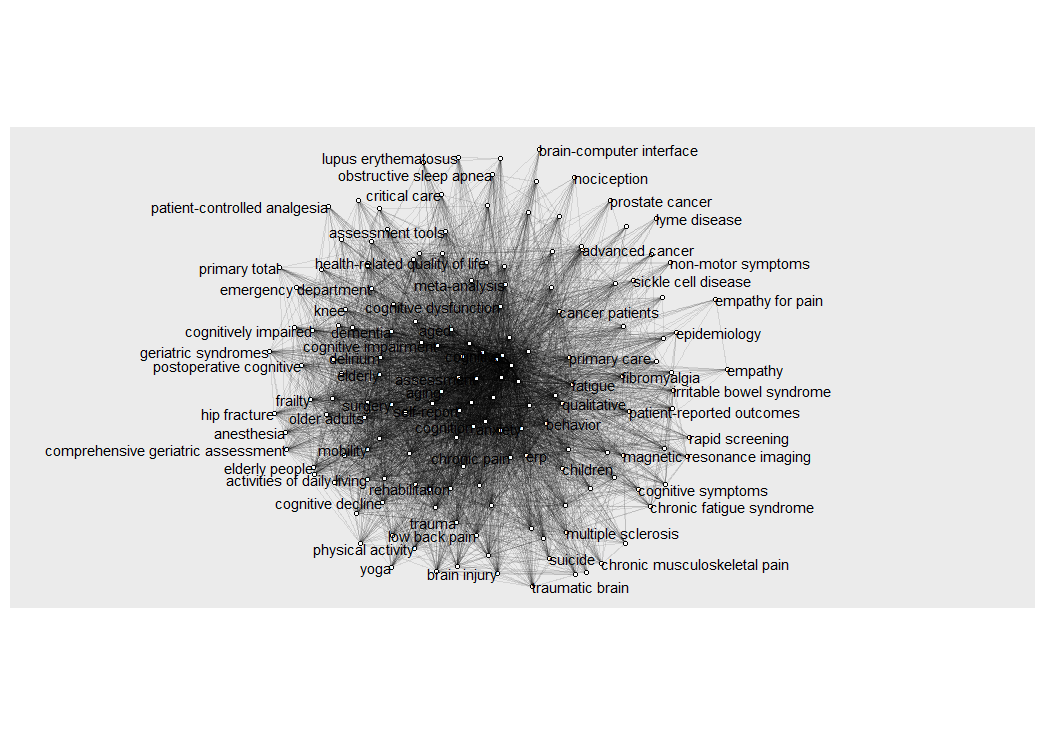 brain-computer interface
lupus erythematosus
obstructive sleep apnea
nociception
critical care
prostate cancer
patient-controlled analgesia
lyme disease
assessment tools
advanced cancer
health-related quality of life
non-motor symptoms
primary total
sickle cell disease
meta-analysis
emergency department
empathy for pain
cognitive dysfunction
knee
cancer patients
cognitively impaired
dementia
aged
epidemiology
cognitive impairment
geriatric syndromes
delirium
primary care
postoperative cognitive
empathy
elderly
assessment
fibromyalgia
fatigue
aging
irritable bowel syndrome
frailty
surgery
self-report
qualitative
hip fracture
older adults
patient-reported outcomes
behavior
anesthesia
cognition
anxiety
rapid screening
comprehensive geriatric assessment
mobility
chronic pain
erp
magnetic resonance imaging
elderly people
children
activities of daily living
rehabilitation
cognitive symptoms
cognitive decline
chronic fatigue syndrome
trauma
low back pain
multiple sclerosis
physical activity
suicide
yoga
brain injury
chronic musculoskeletal pain
traumatic brain